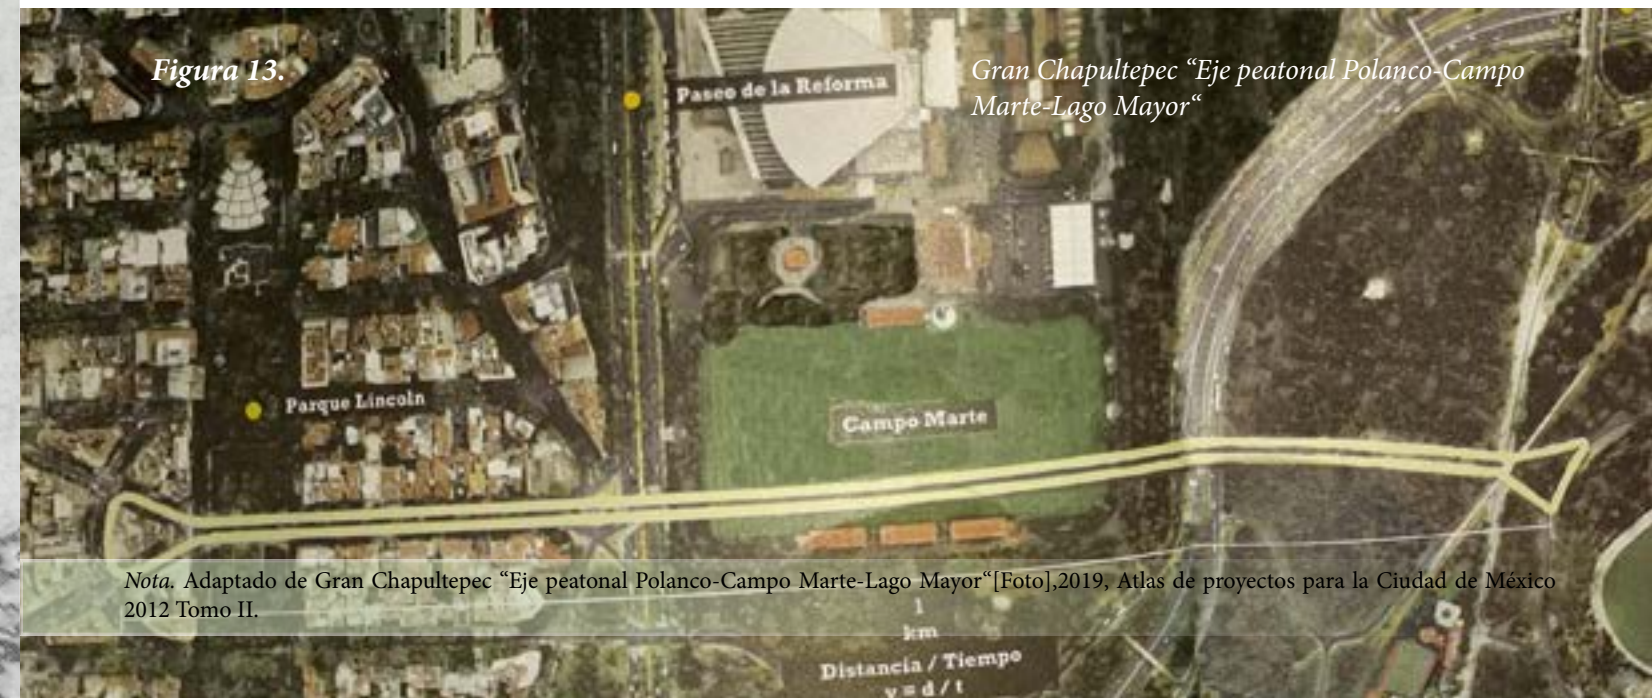 Figura 13.
Gran Chapultepec “Eje peatonal Polanco-Campo
Marte-Lago Mayor“
Paseo de la Reforma
Parque Lincoln
Campo Marte
Nota. Adaptado de Gran Chapultepec “Eje peatonal Polanco-Campo Marte-Lago Mayor“[Foto],2019, Atlas de proyectos para la Ciudad de México
2012 Tomo II.
1
km
Distancia / Tiempo
v = d / t